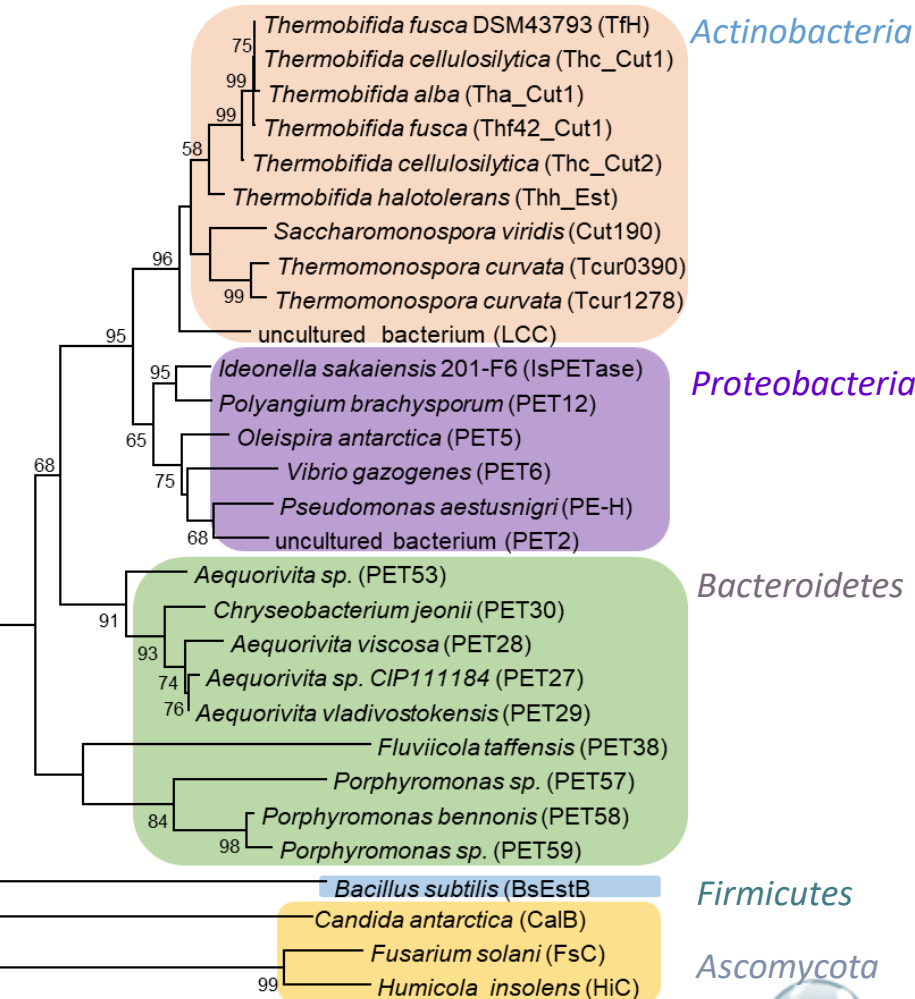 Thermobifida fusca DSM43793 (TfH)
Actinobacteria
75
Thermobifida cellulosilytica (Thc_Cut1)
99
Thermobifida alba (Tha_Cut1)
99
Thermobifida fusca (Thf42_Cut1)
58
Thermobifida cellulosilytica (Thc_Cut2)
Thermobifida halotolerans (Thh_Est)
Saccharomonospora viridis (Cut190)
96
Thermomonospora curvata (Tcur0390)
99
Thermomonospora curvata (Tcur1278)
95
uncultured bacterium (LCC)
95
Ideonella sakaiensis 201-F6 (IsPETase)
Proteobacteria
Polyangium brachysporum (PET12)
65
Oleispira antarctica (PET5)
68
75
Vibrio gazogenes (PET6)
Pseudomonas aestusnigri (PE-H)
68
uncultured bacterium (PET2)
Aequorivita sp. (PET53)
Bacteroidetes
91
Chryseobacterium jeonii (PET30)
93
Aequorivita viscosa (PET28)
74
Aequorivita sp. CIP111184 (PET27)
76
Aequorivita vladivostokensis (PET29)
Fluviicola taffensis (PET38)
Porphyromonas sp. (PET57)
84
Porphyromonas bennonis (PET58)
98
Porphyromonas sp. (PET59)
Bacillus subtilis (BsEstB
Firmicutes
Candida antarctica (CalB)
Fusarium solani (FsC)
Ascomycota
99
Humicola insolens (HiC)